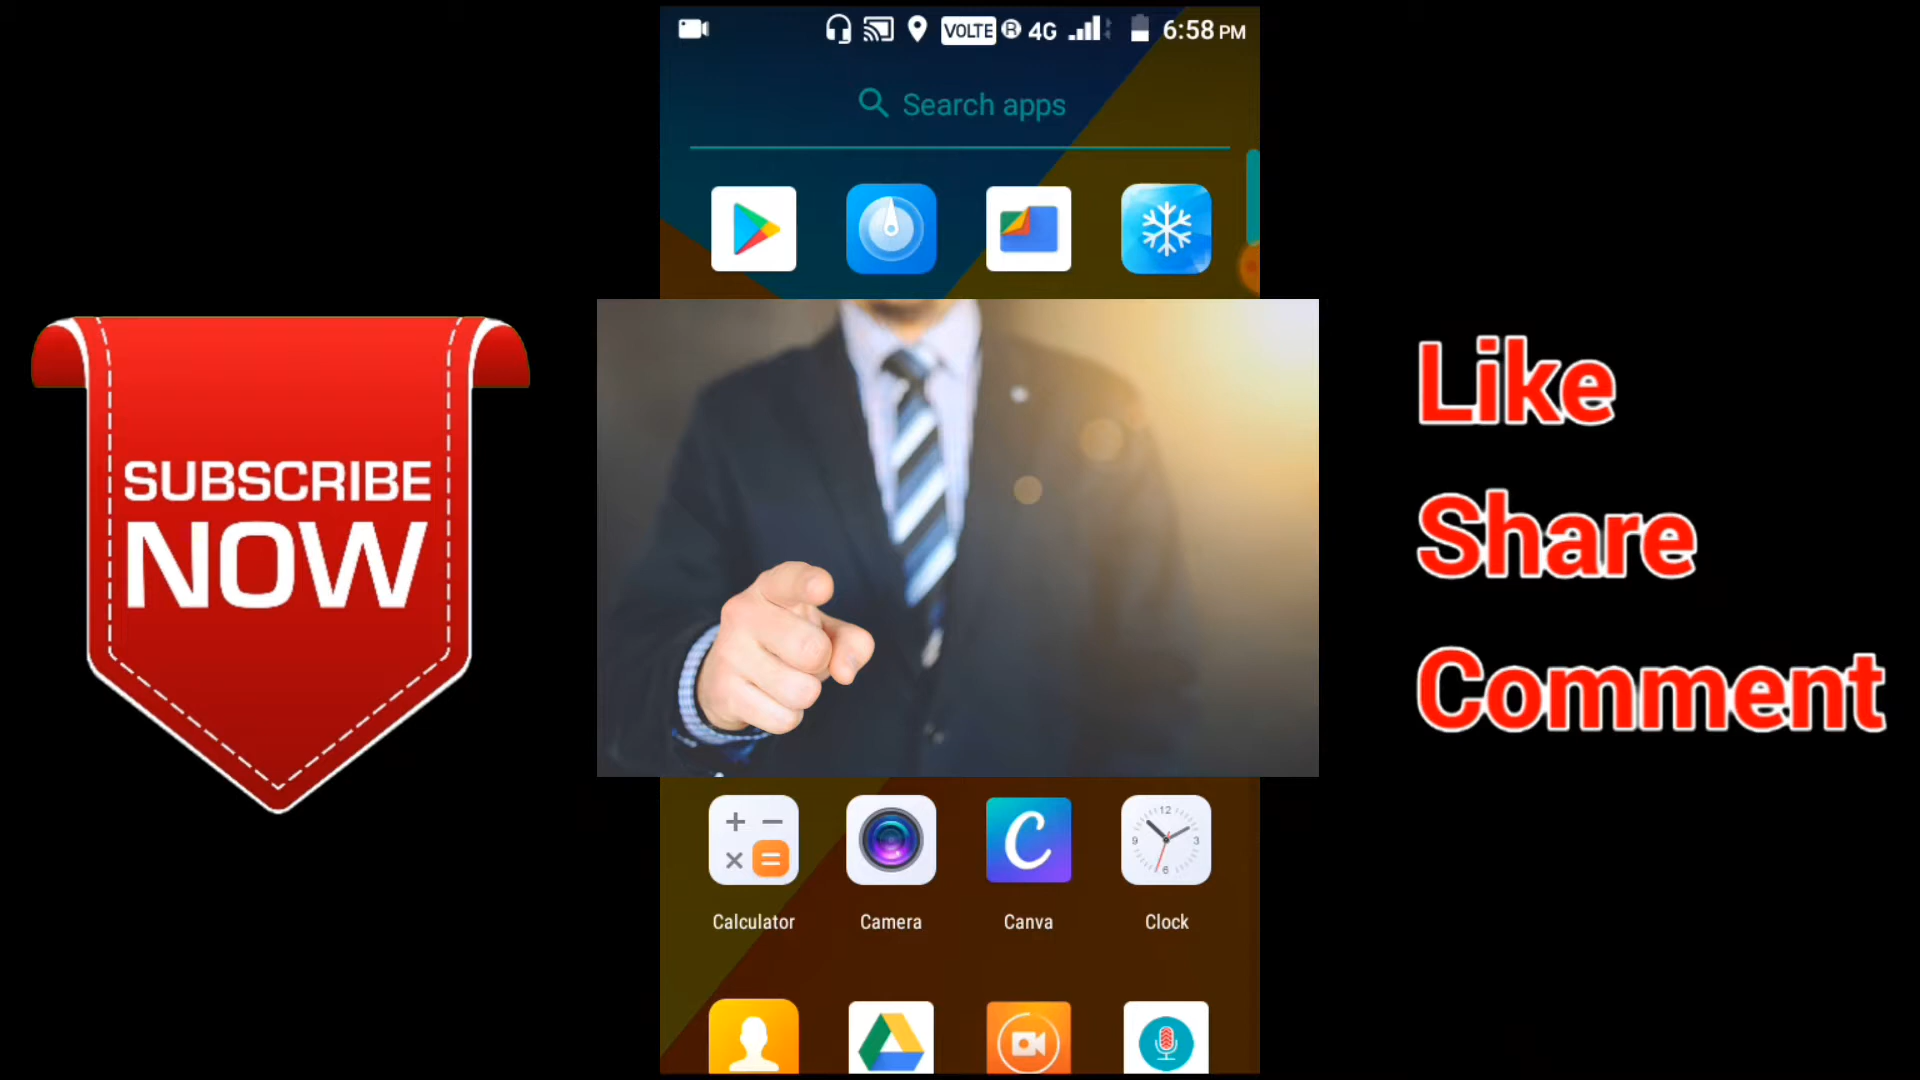 VOLTE R 4G 6:58 PM
Search apps
SUBSCRIBE
NOW
Like
Share
Comment
Calculator Camera Canva Clock